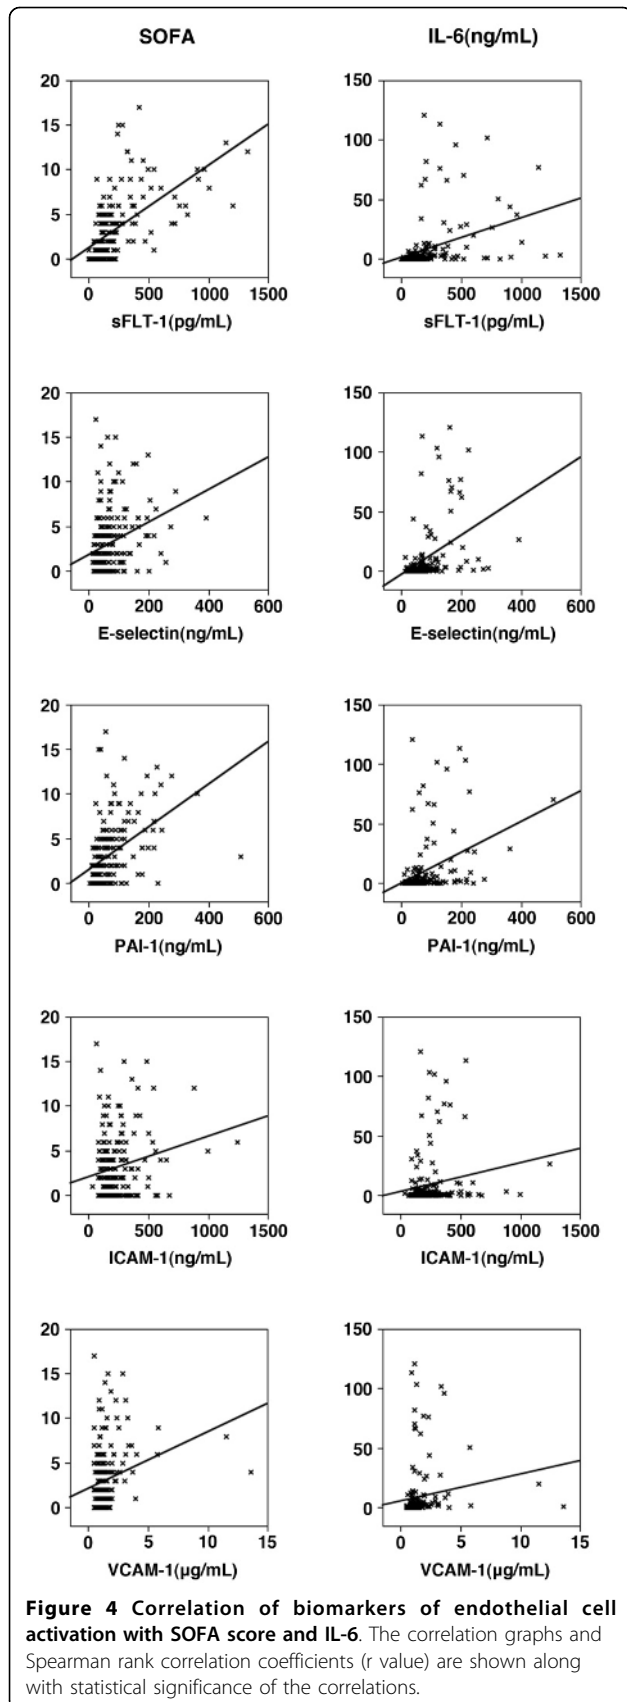 SOFA IL-6(ng/mL)
20 150
15
100
10
50
5
0 0
0 500 1000 1500 0 500 1000 1500
sFLT-1(pg/mL) sFLT-1(pg/mL)
20 150
15
100
10
50
5
0 0
0 200 400 600 0 200 400 600
E-selectin(ng/mL) E-selectin(ng/mL)
20 150
15
100
10
50
5
0 0
0 200 400 600 0 200 400 600
PAI-1(ng/mL) PAI-1(ng/mL)
20 150
15
100
10
50
5
0 0
0 500 1000 1500 0 500 1000 1500
ICAM-1(ng/mL) ICAM-1(ng/mL)
20 150
15
100
10
50
5
0 0
0 5 10 15 0 5 10 15
VCAM-1(µg/mL) VCAM-1(µg/mL)
Figure 4 Correlation of biomarkers of endothelial cell
activation with SOFA score and IL-6. The correlation graphs and
Spearman rank correlation coefficients (r value) are shown along
with statistical significance of the correlations.